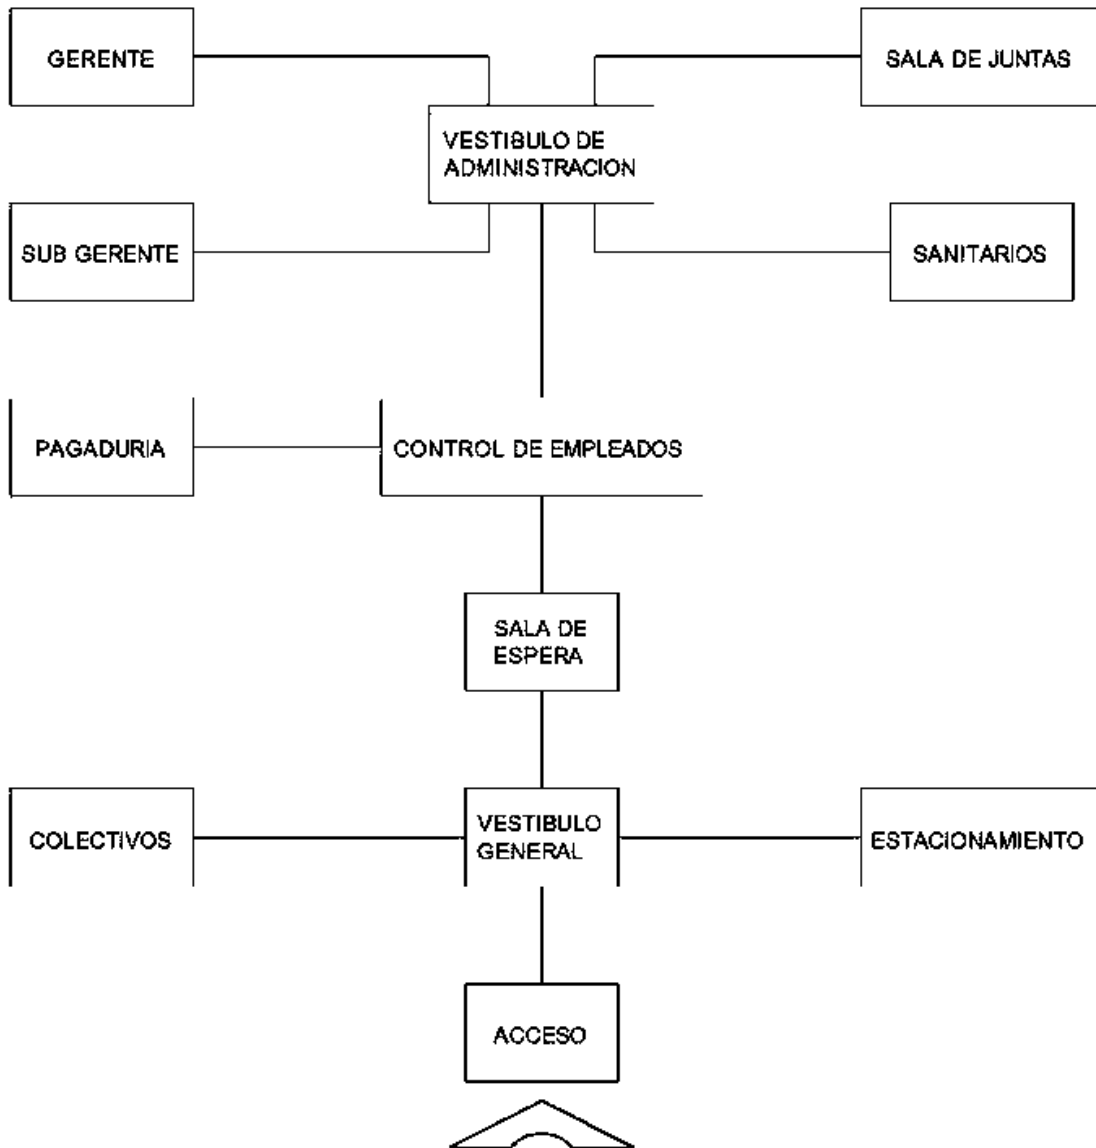 GERENTE
SALA DE JUNTAS
VESTIBULO DE
ADMINISTRACION
SUB GERENTE
SANITARIOS
PAGADURIA
CONTROL DE EMPLEADOS
SALA DE
ESPERA
COLECTIVOS
VESTIBULO
GENERAL
ESTACIONAMIENTO
ACCESO